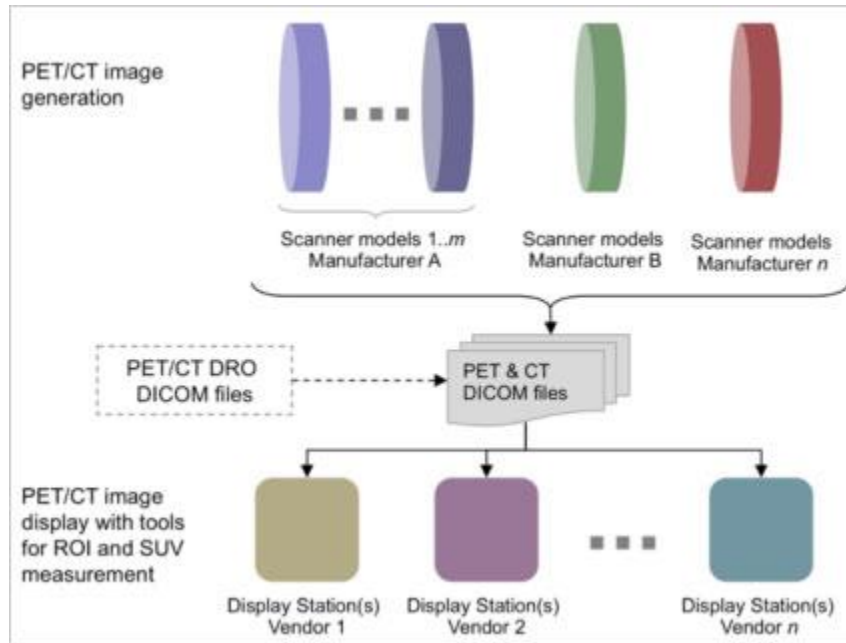 PET/CT image
generation
Scanner models 1..m
Manufacturer A
Scanner models
Manufacturer B
Scanner models
Manufacturer n
PET/CT DRO
DICOM files
PET & CT
DICOM files
PET/CT image
display with tools
for ROI and SUV
measurement
Display Station(s)
Vendor 1
Display Station(s)
Vendor 2
Display Station(s)
Vendor n